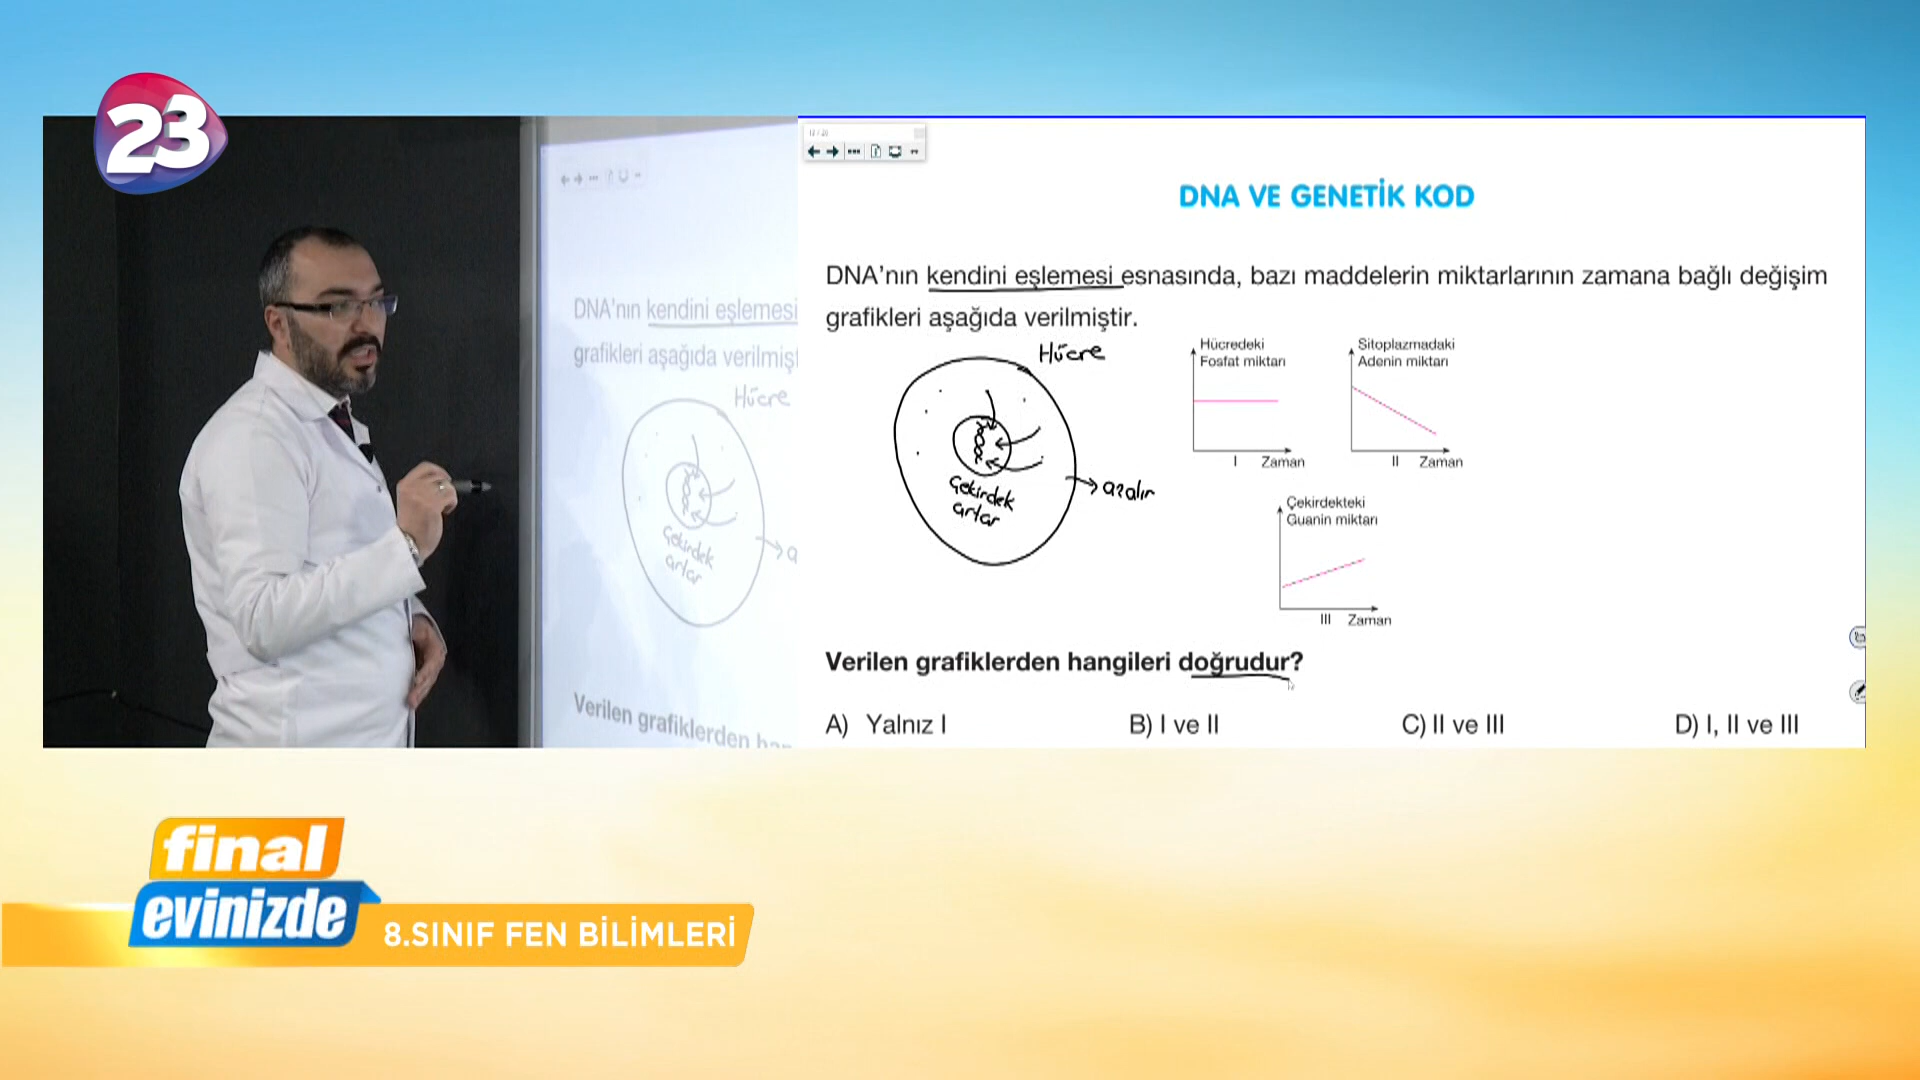 23
12 / 20
DNA VE GENETİK KOD
DNA'nın kendini eşlemesi esnasında, bazı maddelerin miktarlarının zamana bağlı değişim
grafikleri aşağıda verilmiştir.
Hücre
Çekirdek
artar
azalır
Hücredeki
Fosfat miktarı
I Zaman
Sitoplazmadaki
Adenin miktarı
II Zaman
Çekirdekteki
Guanin miktarı
III Zaman
Verilen grafiklerden hangileri doğrudur?
A) Yalnız I B) I ve II C) II ve III D) I, II ve III
DNA'nın kendini eşlemesi
grafikleri aşağıda verilmişt
Hücre
Çekirdek
artar
a
Verilen grafiklerden
final
evinizde
8.SINIF FEN BİLİMLERİ